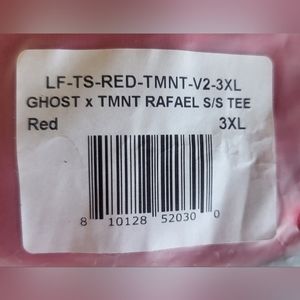 LF-TS-RED-TMNT-V2-3XL
GHOST x TMNT RAFAEL S/S TEE
Red 3XL
8 10128 52030 0